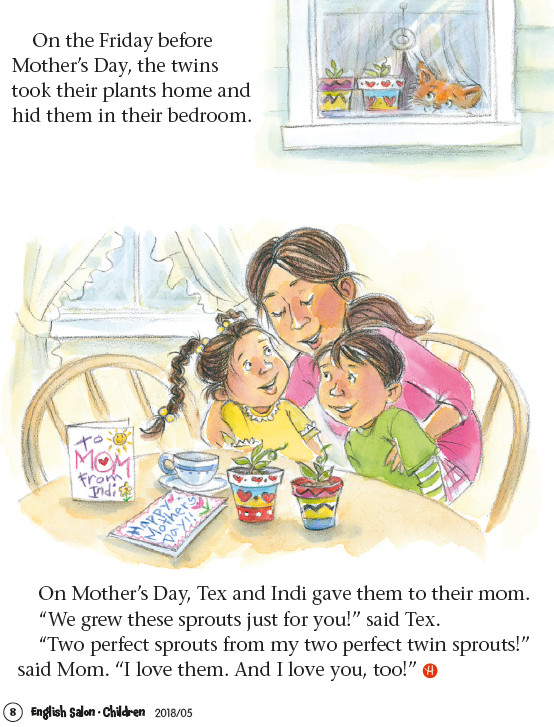 On the Friday before
Mother's Day, the twins
took their plants home and
hid them in their bedroom.
to
MOM
from
Indi
HAPPY
Mother's
DAY!
On Mother's Day, Tex and Indi gave them to their mom.
“We grew these sprouts just for you!” said Tex.
“Two perfect sprouts from my two perfect twin sprouts!”
said Mom. “I love them. And I love you, too!”
8 English Salon · Children 2018/05